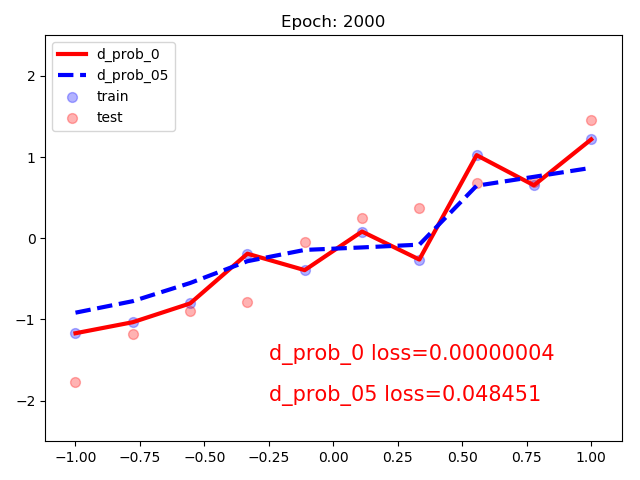 Epoch: 2000
d_prob_0
d_prob_05
train
test
2
1
0
−1
−2
d_prob_0 loss=0.00000004
d_prob_05 loss=0.048451
−1.00 −0.75 −0.50 −0.25 0.00 0.25 0.50 0.75 1.00